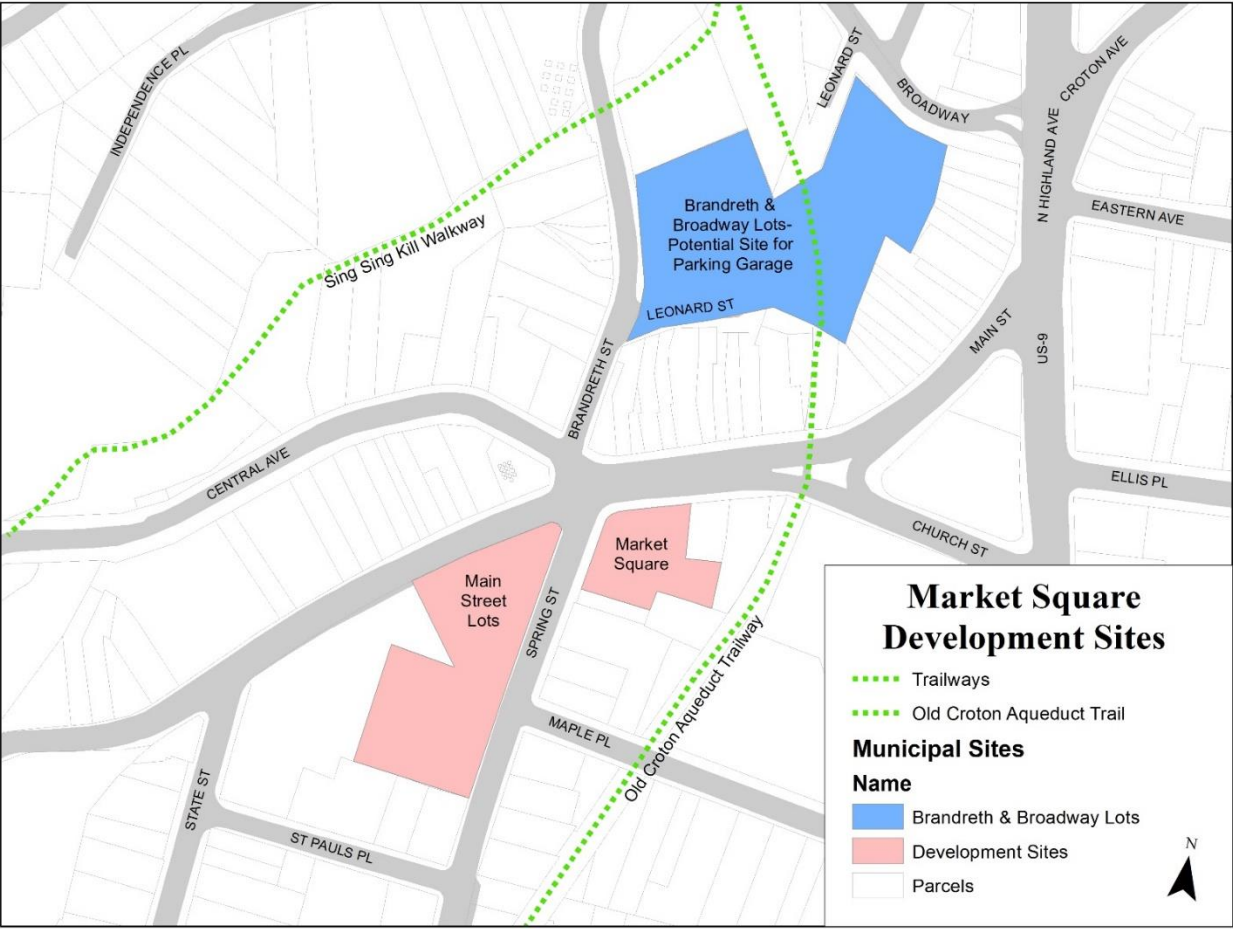 INDEPENDENCE PL
LEONARD ST
BROADWAY
CROTON AVE
N HIGHLAND AVE
EASTERN AVE
Brandreth &
Broadway Lots-
Potential Site for
Parking Garage
Sing Sing Kill Walkway
LEONARD ST
MAIN ST
US-9
BRANDRETH ST
CENTRAL AVE
ELLIS PL
CHURCH ST
Market
Square
Main
Street
Lots
SPRING ST
MAPLE PL
Old Croton Aqueduct Trailway
STATE ST
ST PAULS PL
Market Square
Development Sites
Trailways
Old Croton Aqueduct Trail
Municipal Sites
Name
Brandreth & Broadway Lots
Development Sites
Parcels
N